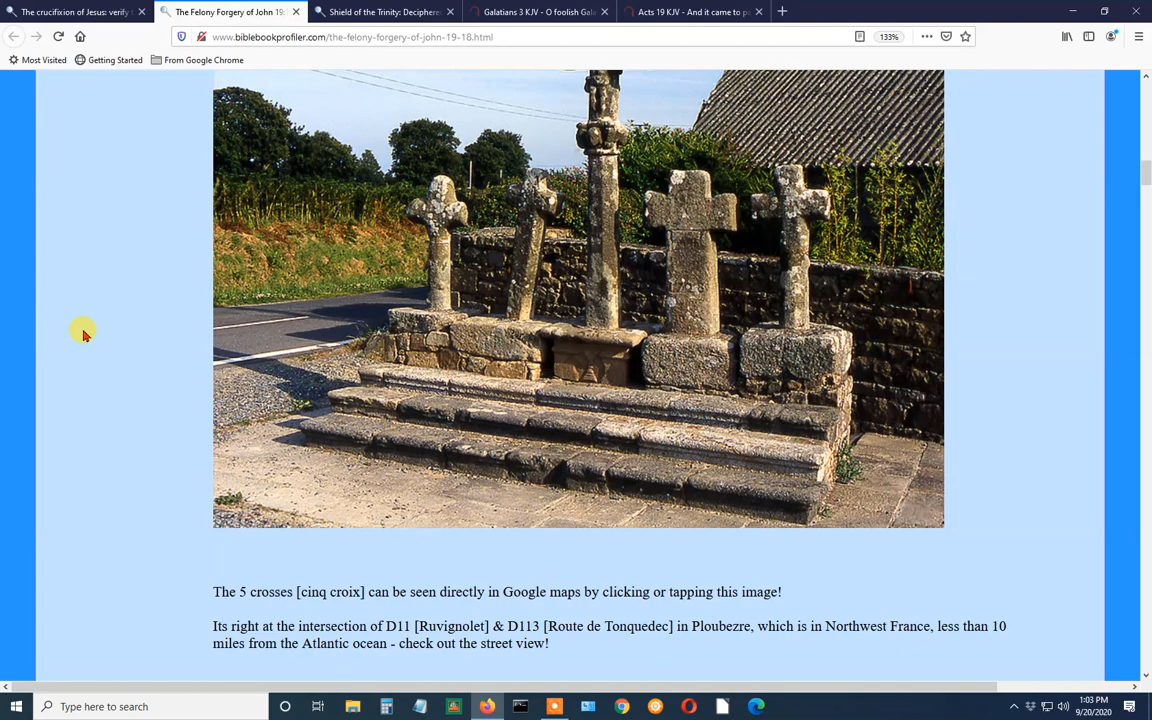 The crucifixion of Jesus: verify
The Felony Forgery of John 19:
Shield of the Trinity: Decphere
Galatians 3 KJV - O foolish Gala
Acts 19 KJV - And it came to pa
www.biblebookprofiler.com/the-felony-forgery-of-john-19-18.html
133%
Most Visited
Getting Started
From Google Chrome
The 5 crosses [cinq croix] can be seen directly in Google maps by clicking or tapping this image!
Its right at the intersection of D11 [Ruvignolet] & D113 [Route de Tonquedec] in Ploubezre, which is in Northwest France, less than 10
miles from the Atlantic ocean - check out the street view!
Type here to search
1:03 PM
9/20/2020